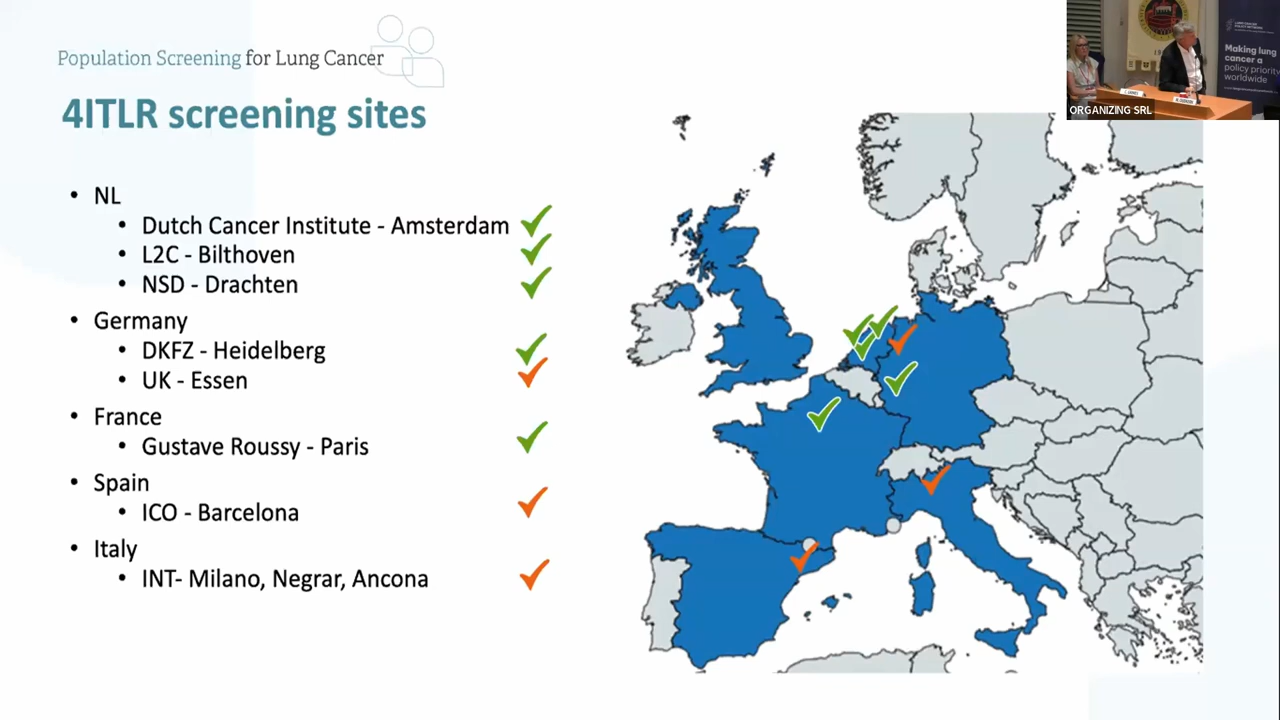 Population Screening for Lung Cancer
4ITLR screening sites
• NL
• Dutch Cancer Institute - Amsterdam
• L2C - Bilthoven
• NSD - Drachten
• Germany
• DKFZ - Heidelberg
• UK - Essen
• France
• Gustave Roussy - Paris
• Spain
• ICO - Barcelona
• Italy
• INT- Milano, Negrar, Ancona
Making lung
cancer a
policy priority
worldwide
ORGANIZING SRL